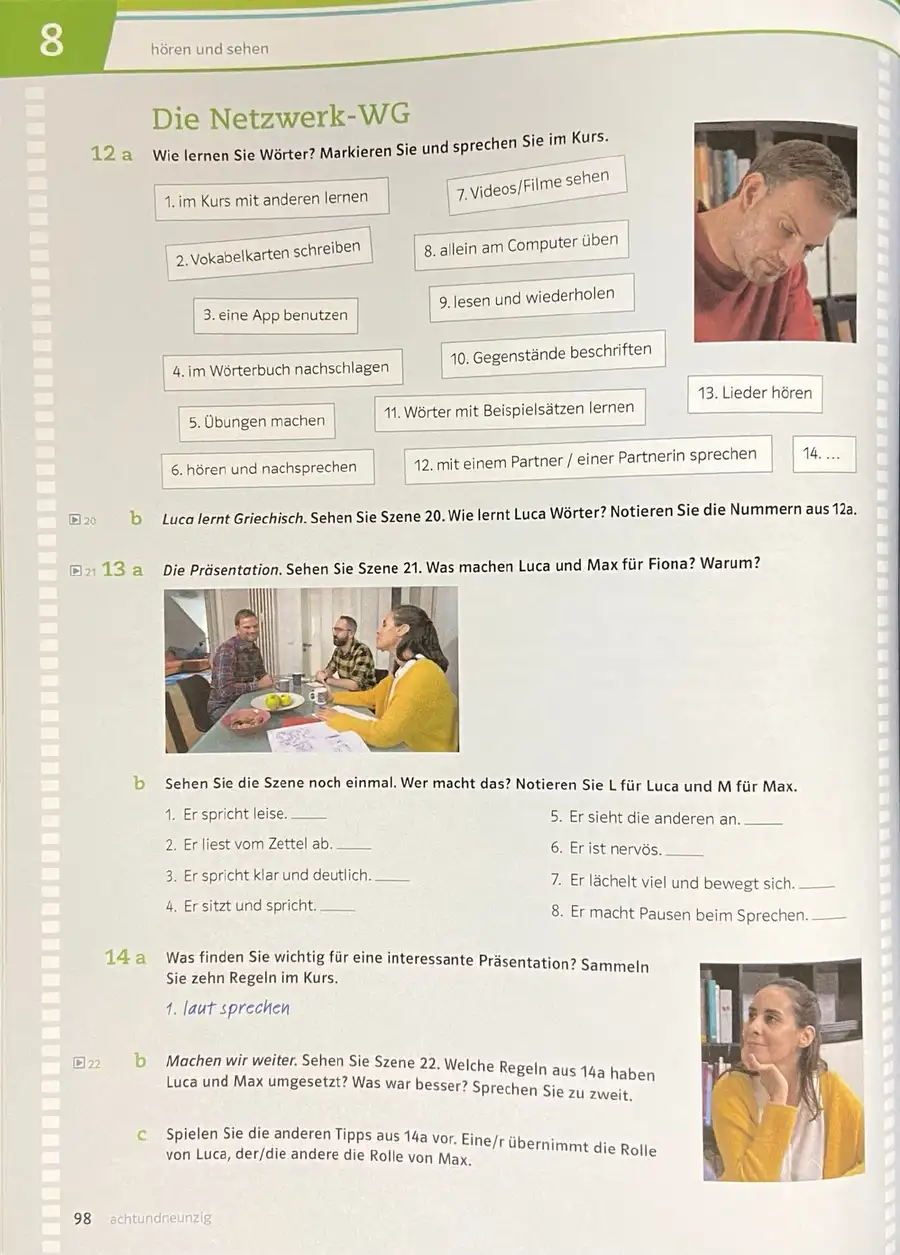 8
hören und sehen
Die Netzwerk-WG
12 a Wie lernen Sie Wörter? Markieren Sie und sprechen Sie im Kurs.
1. im Kurs mit anderen lernen
7. Videos/Filme sehen
2. Vokabelkarten schreiben
8. allein am Computer üben
3. eine App benutzen
9. lesen und wiederholen
4. im Wörterbuch nachschlagen
10. Gegenstände beschriften
13. Lieder hören
5. Übungen machen
11. Wörter mit Beispielsätzen lernen
6. hören und nachsprechen
12. mit einem Partner / einer Partnerin sprechen
14. ...
20 b Luca lernt Griechisch. Sehen Sie Szene 20. Wie lernt Luca Wörter? Notieren Sie die Nummern aus 12a.
21 13 a Die Präsentation. Sehen Sie Szene 21. Was machen Luca und Max für Fiona? Warum?
b Sehen Sie die Szene noch einmal. Wer macht das? Notieren Sie L für Luca und M für Max.
1. Er spricht leise. ____
5. Er sieht die anderen an. ____
2. Er liest vom Zettel ab. ____
6. Er ist nervös. ____
3. Er spricht klar und deutlich. ____
7. Er lächelt viel und bewegt sich. ____
4. Er sitzt und spricht. ____
8. Er macht Pausen beim Sprechen. ____
14 a Was finden Sie wichtig für eine interessante Präsentation? Sammeln
Sie zehn Regeln im Kurs.
1. laut sprechen
22 b Machen wir weiter. Sehen Sie Szene 22. Welche Regeln aus 14a haben
Luca und Max umgesetzt? Was war besser? Sprechen Sie zu zweit.
c Spielen Sie die anderen Tipps aus 14a vor. Eine/r übernimmt die Rolle
von Luca, der/die andere die Rolle von Max.
98 achtundneunzig